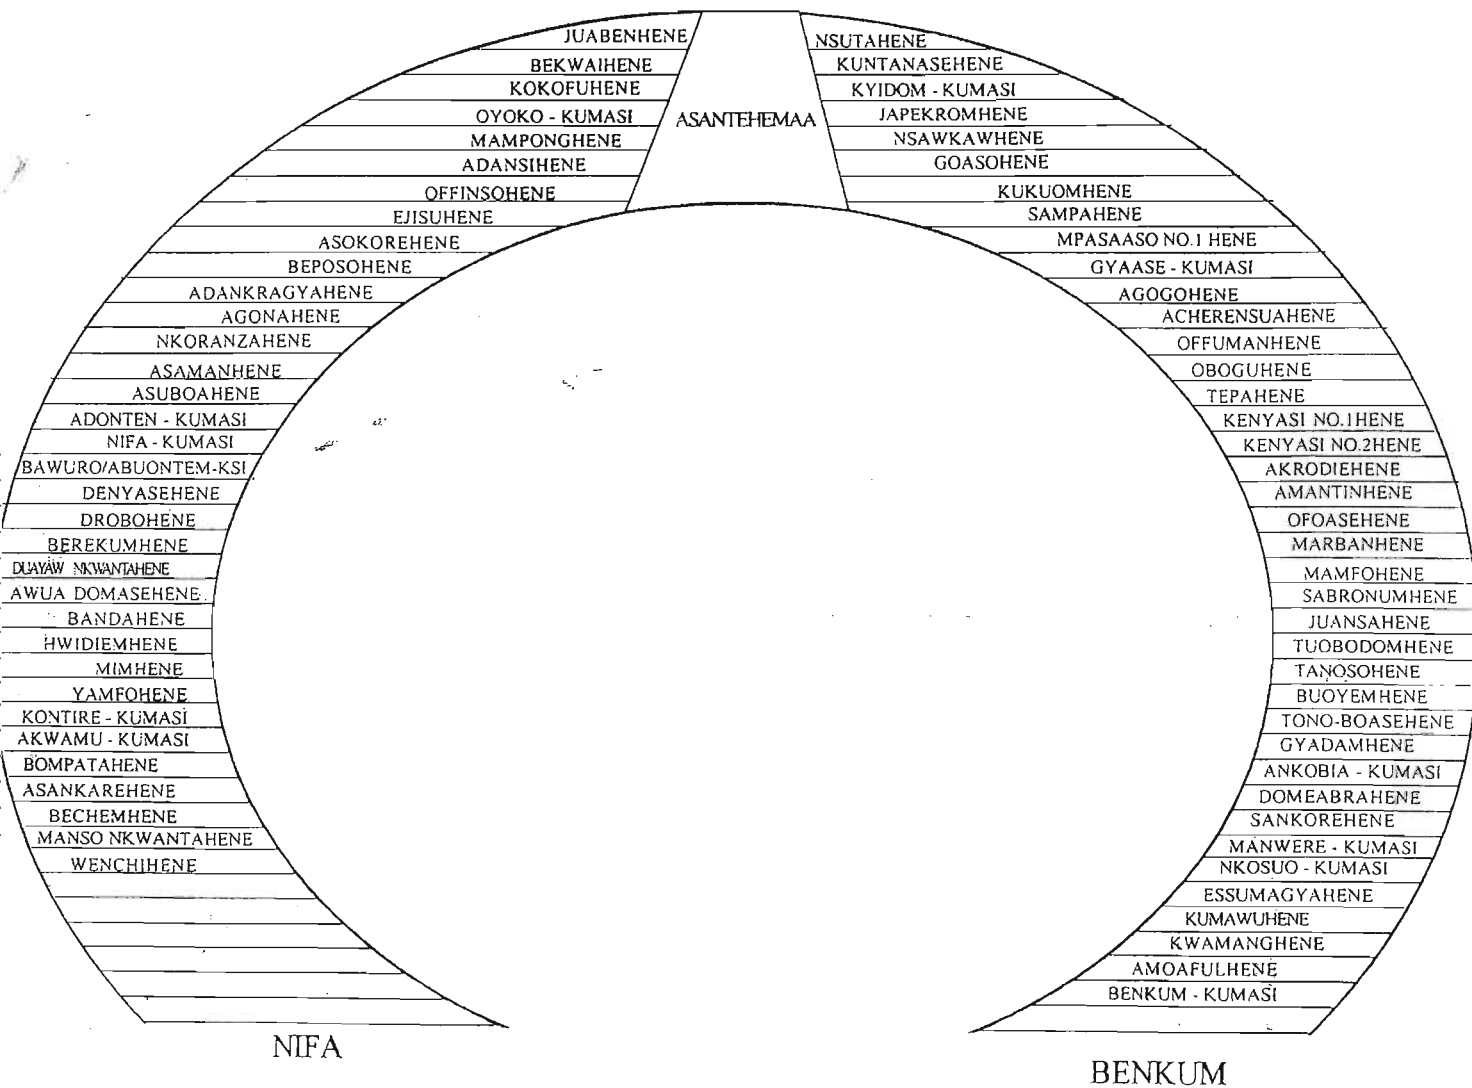 ASANTEHEMAA
JUABENHENE
BEKWAIHENE
KOKOFUHENE
OYOKO - KUMASI
MAMPONGHENE
ADANSIHENE
OFFINSOHENE
EJISUHENE
ASOKOREHENE
BEPOSOHENE
ADANKRAGYAHENE
AGONAHENE
NKORANZAHENE
ASAMANHENE
ASUBOAHENE
ADONTEN - KUMASI
NIFA - KUMASI
BAWURO/ABUONTEM-KSI
DENYASEHENE
DROBOHENE
BEREKUMHENE
DUAYAW NKWANTAHENE
AWUA DOMASEHENE
BANDAHENE
HWIDIEMHENE
MIMHENE
YAMFOHENE
KONTIRE - KUMASI
AKWAMU - KUMASI
BOMPATAHENE
ASANKAREHENE
BECHEMHENE
MANSO NKWANTAHENE
WENCHIHENE
NIFA
NSUTAHENE
KUNTANASEHENE
KYIDOM - KUMASI
JAPEKROMHENE
NSAWKAWHENE
GOASOHENE
KUKUOMHENE
SAMPAHENE
MPASAASO NO.1 HENE
GYAASE - KUMASI
AGOGOHENE
ACHERENSUAHENE
OFFUMANHENE
OBOGUHENE
TEPAHENE
KENYASI NO.1HENE
KENYASI NO.2HENE
AKRODIEHENE
AMANTINHENE
OFOASEHENE
MARBANHENE
MAMFOHENE
SABRONUMHENE
JUANSAHENE
TUOBODOMHENE
TANOSOHENE
BUOYEMHENE
TONO-BOASEHENE
GYADAMHENE
ANKOBIA - KUMASI
DOMEABRAHENE
SANKOREHENE
MANWERE - KUMASI
NKOSUO - KUMASI
ESSUMAGYAHENE
KUMAWUHENE
KWAMANGHENE
AMOAFULHENE
BENKUM - KUMASI
BENKUM